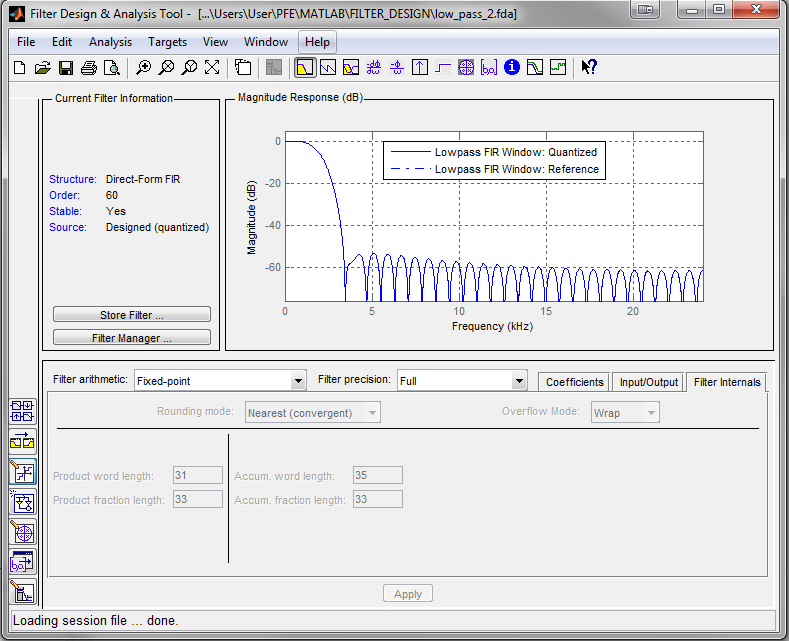 Filter Design & Analysis Tool - [...\Users\User\PFE\MATLAB\FILTER_DESIGN\low_pass_2.fda]
File Edit Analysis Targets View Window Help
Current Filter Information
Structure: Direct-Form FIR
Order: 60
Stable: Yes
Source: Designed (quantized)
Store Filter ...
Filter Manager ...
Magnitude Response (dB)
Lowpass FIR Window: Quantized
Lowpass FIR Window: Reference
Magnitude (dB)
0
-20
-40
-60
0 5 10 15 20
Frequency (kHz)
Filter arithmetic: Fixed-point Filter precision: Full Coefficients Input/Output Filter Internals
Rounding mode: Nearest (convergent) Overflow Mode: Wrap
Product word length: 31 Accum. word length: 35
Product fraction length: 33 Accum. fraction length: 33
Apply
Loading session file ... done.